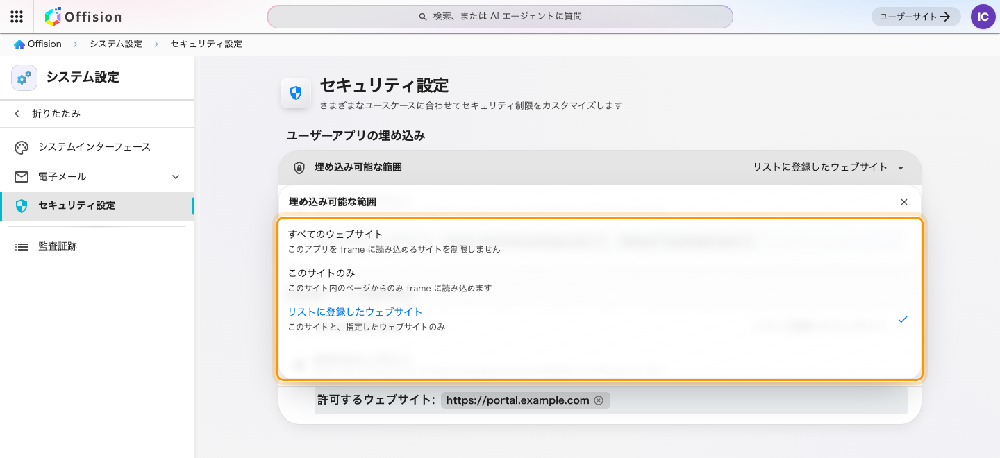 Offision
検索、または AI エージェントに質問
ユーザーサイト
IC
Offision
システム設定
セキュリティ設定
システム設定
折りたたみ
システムインターフェース
電子メール
セキュリティ設定
監査証跡
セキュリティ設定
さまざまなユースケースに合わせてセキュリティ制限をカスタマイズします
ユーザーアプリの埋め込み
埋め込み可能な範囲
リストに登録したウェブサイト
埋め込み可能な範囲
すべてのウェブサイト
このアプリを frame に読み込めるサイトを制限しません
このサイトのみ
このサイト内のページからのみ frame に読み込めます
リストに登録したウェブサイト
このサイトと、指定したウェブサイトのみ
許可するウェブサイト:
https://portal.example.com